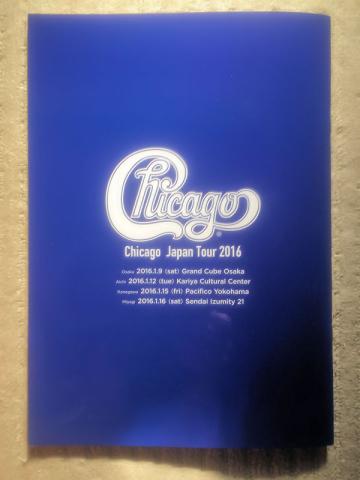 Chicago®
Chicago Japan Tour 2016
Osaka 2016.1.9 (sat) Grand Cube Osaka
Aichi 2016.1.12 (tue) Kariya Cultural Center
Kanagawa 2016.1.15 (fri) Pacifico Yokohama
Miyagi 2016.1.16 (sat) Sendai Izumity 21